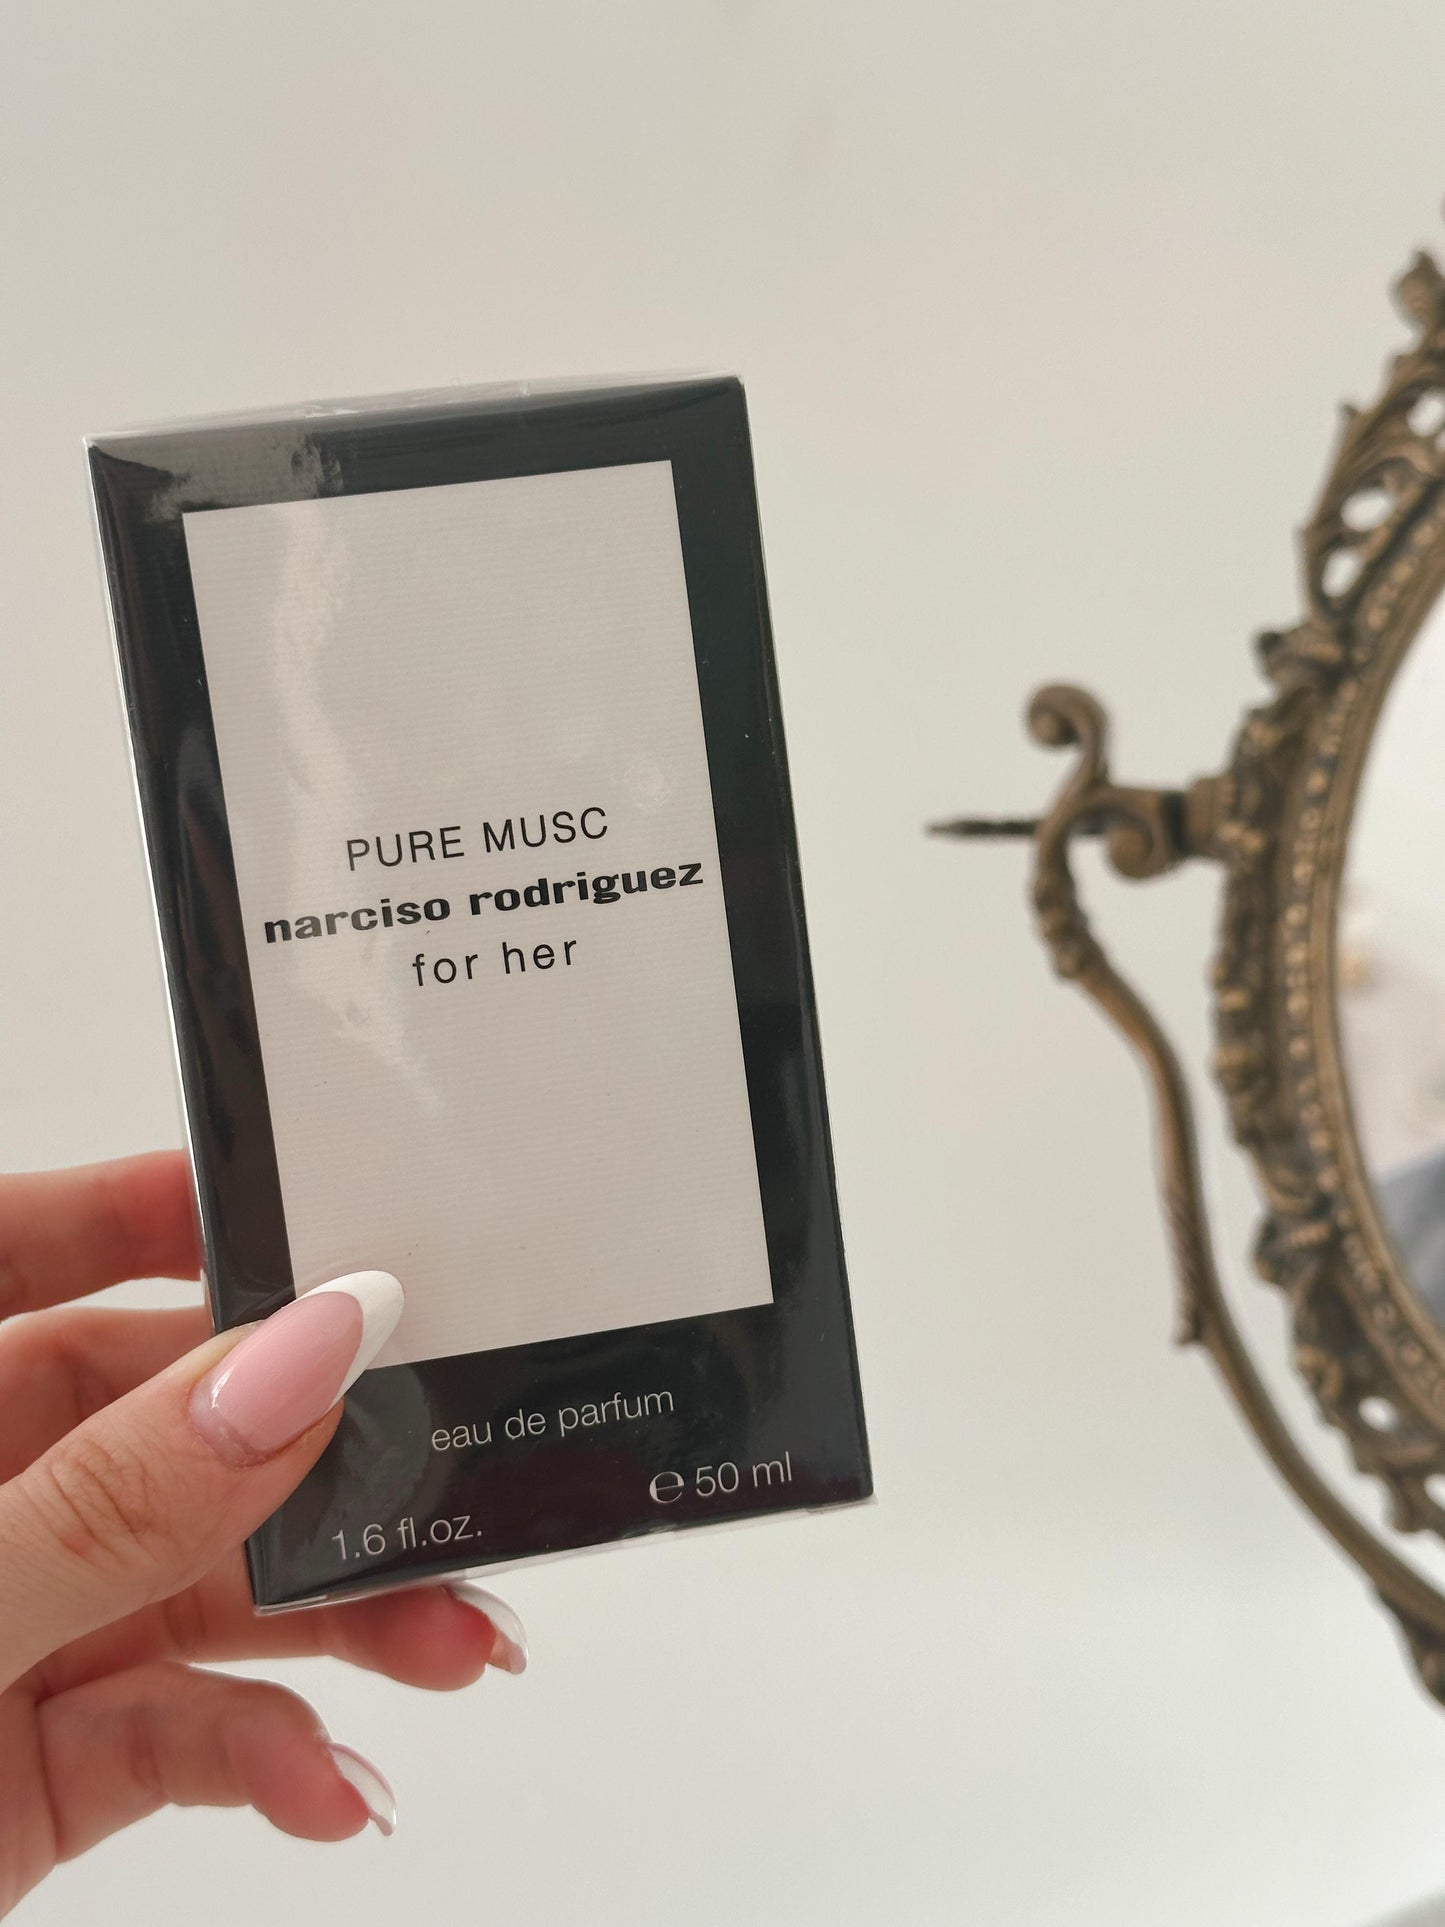 PURE MUSC
narciso rodriguez
for her
eau de parfum
℮ 50 ml
1.6 fl.oz.